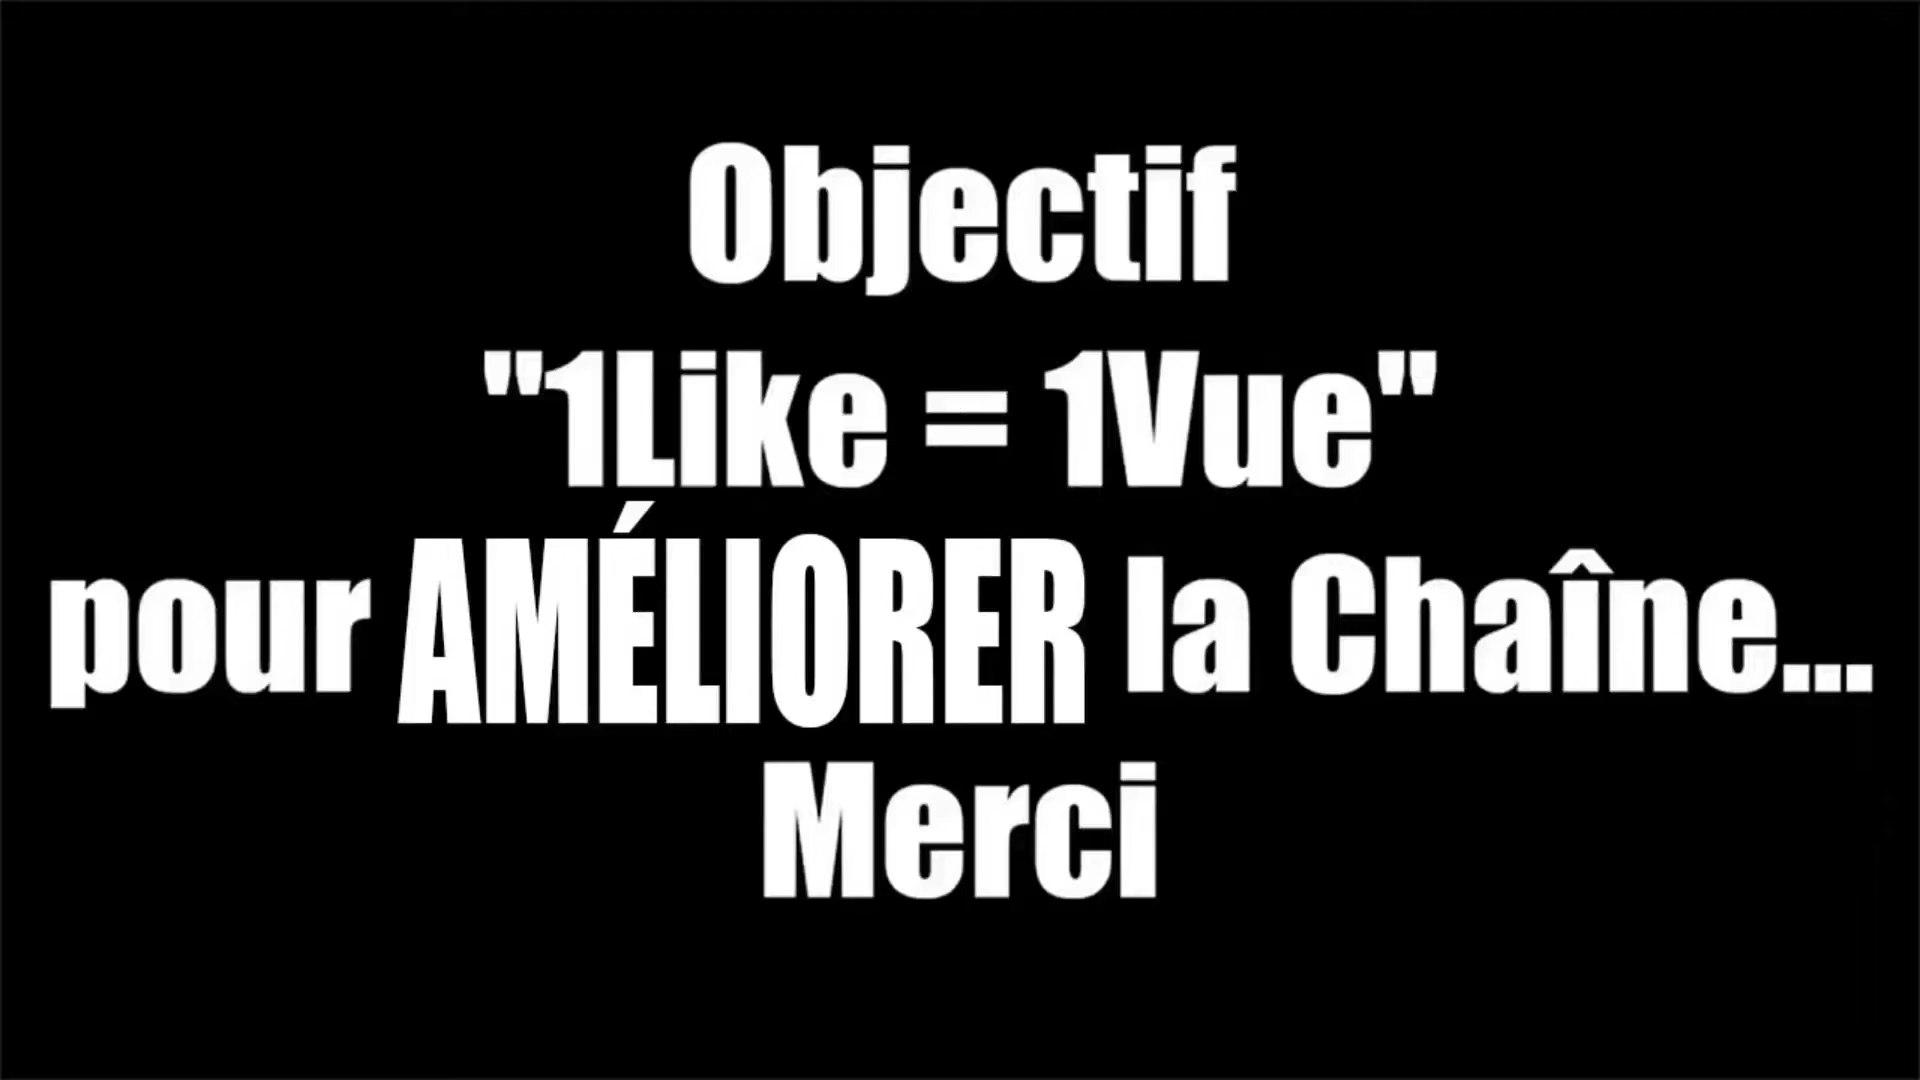 Objectif
"1Like = 1Vue"
pour AMÉLIORER la Chaîne...
Merci